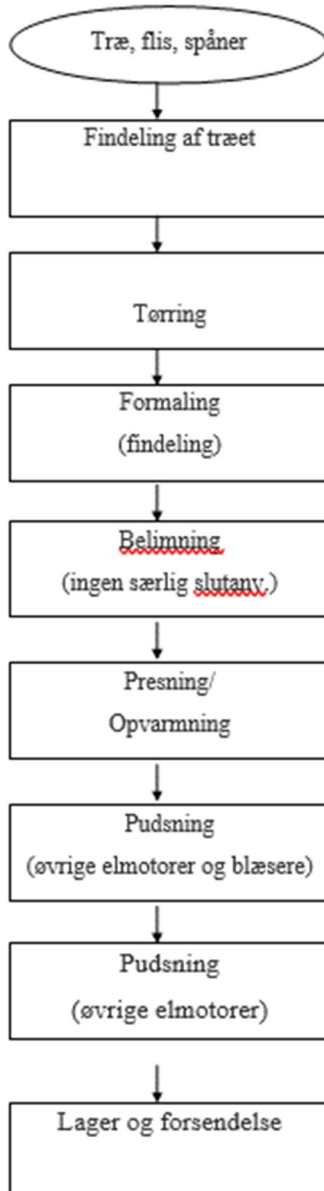 Træ, flis, spåner
Findeling af træet
Tørring
Formaling
(findeling)
Belimning
(ingen særlig slutanv.)
Presning/
Opvarmning
Pudsning
(øvrige elmotorer og blæsere)
Pudsning
(øvrige elmotorer)
Lager og forsendelse